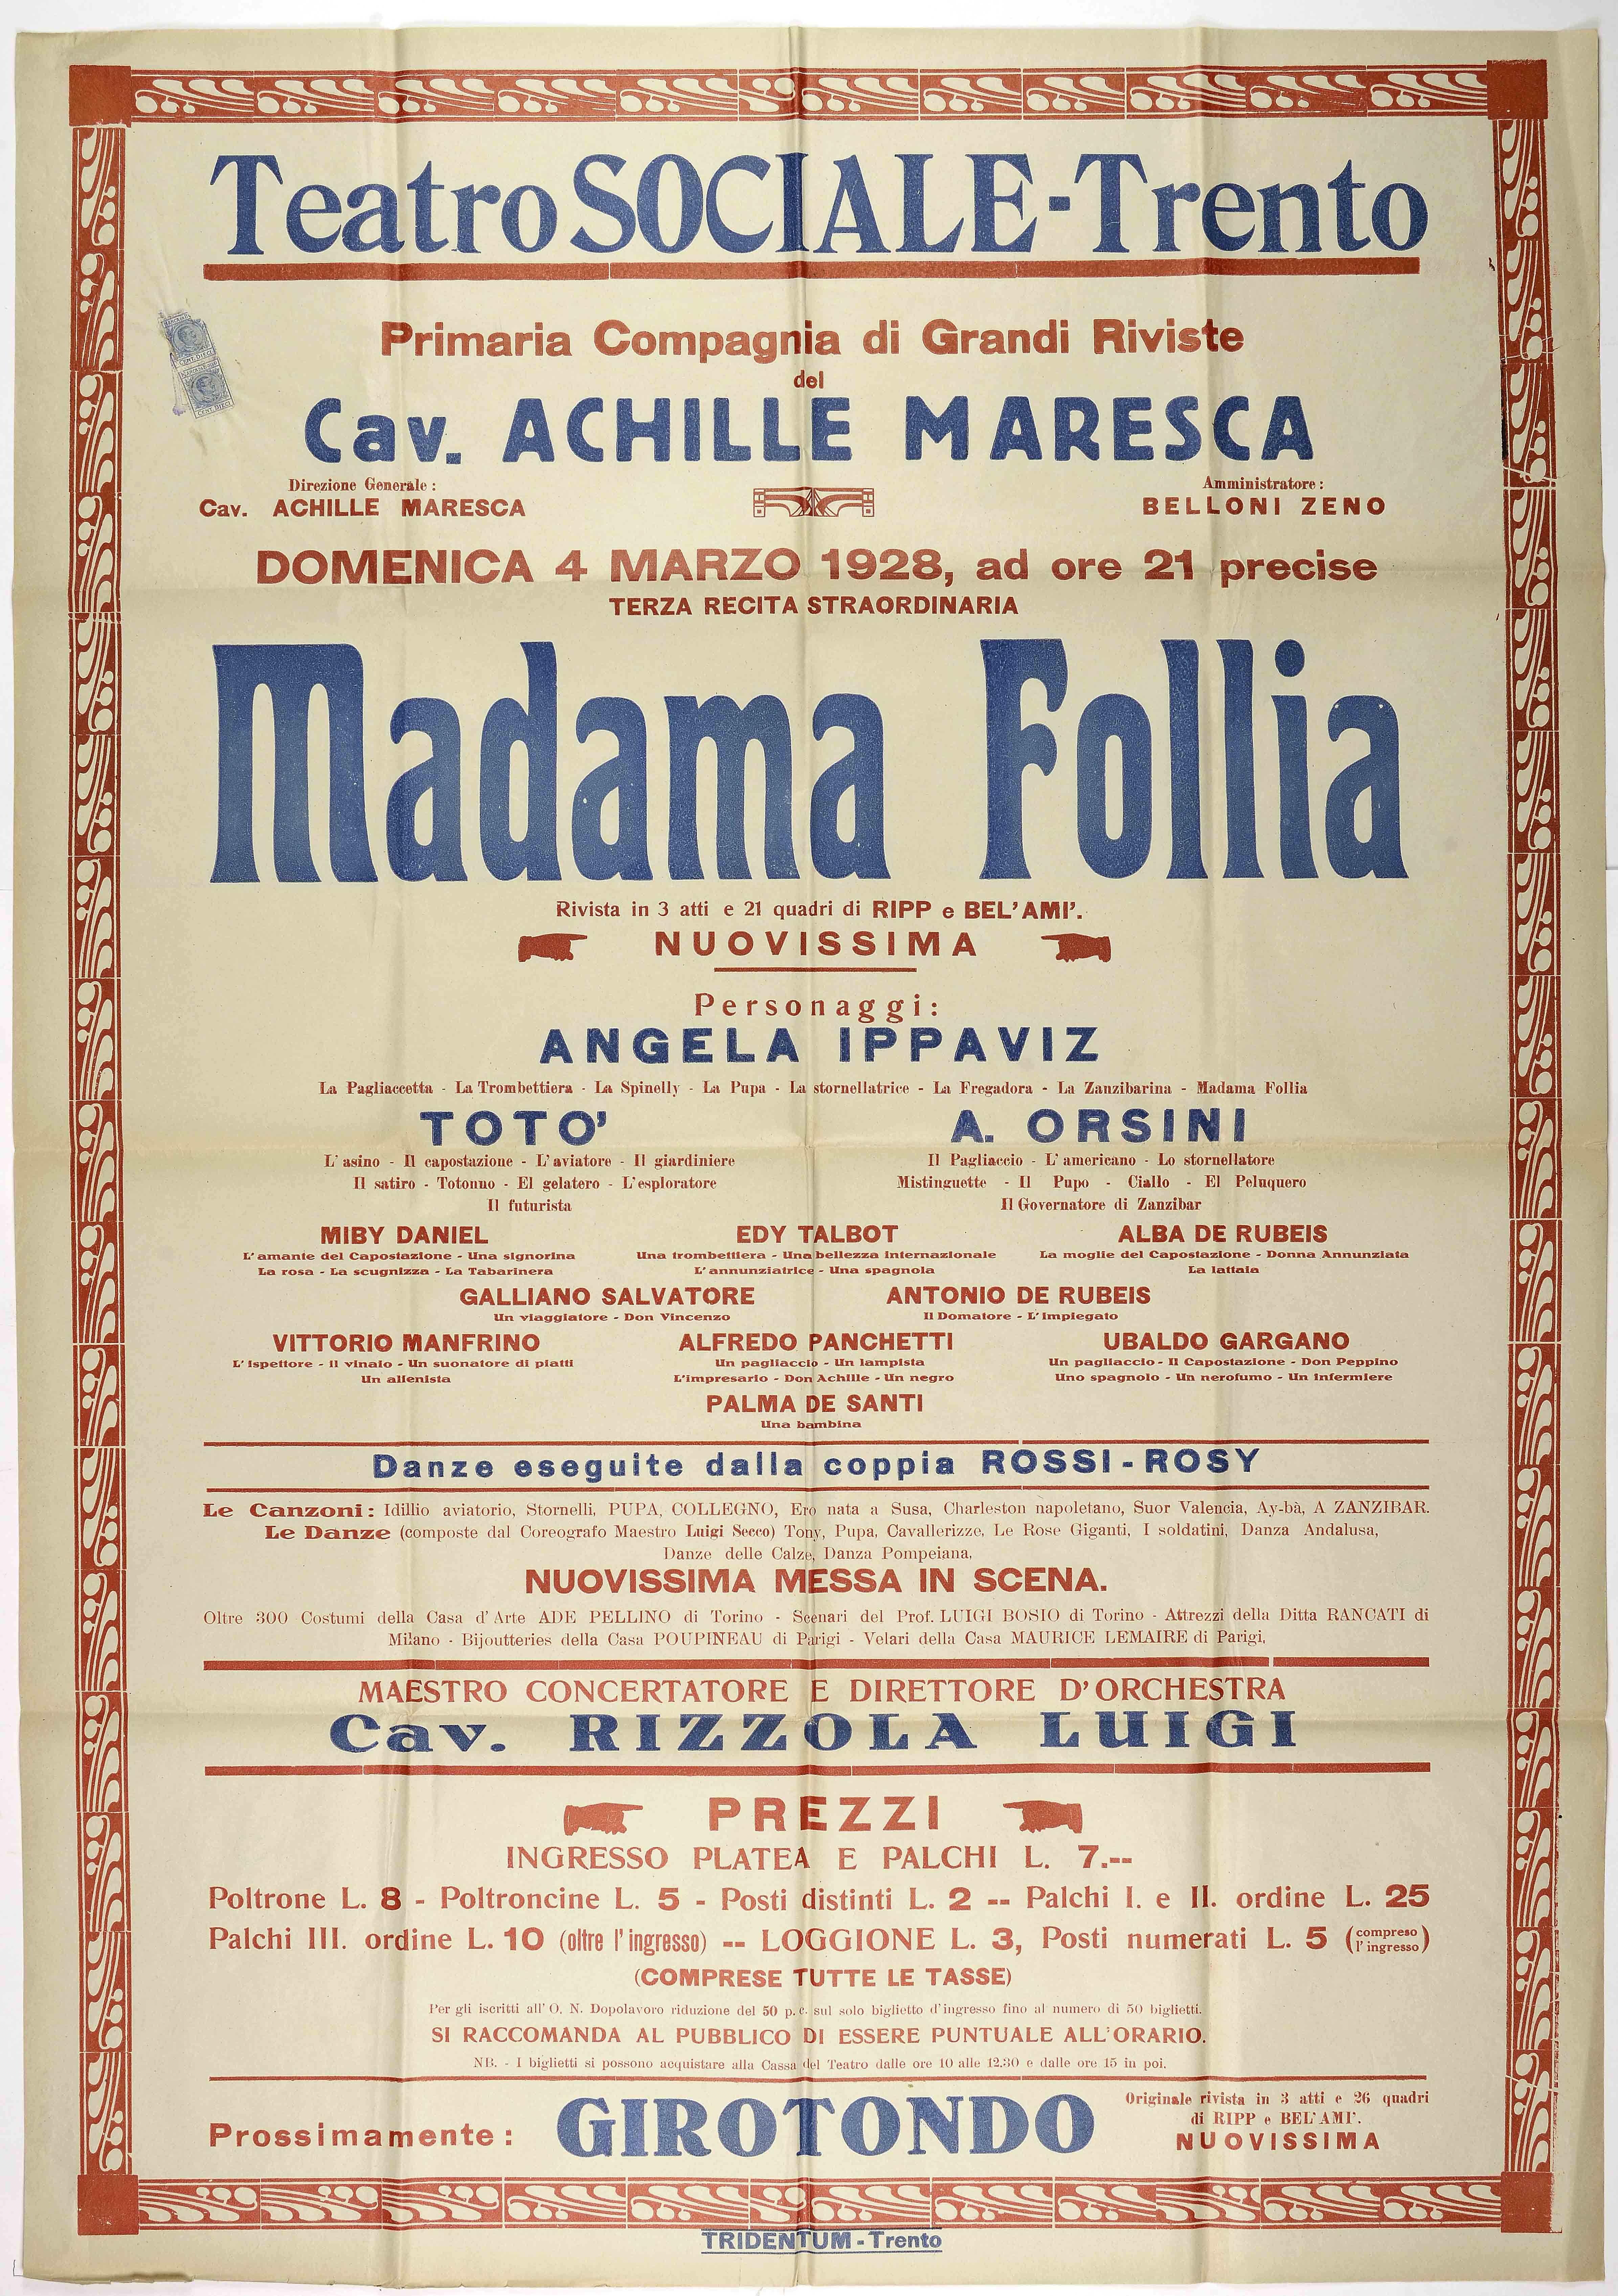 Teatro SOCIALE-Trento
Primaria Compagnia di Grandi Riviste
del
Cav. ACHILLE MARESCA
Direzione Generale:
Cav. ACHILLE MARESCA
Amministratore:
BELLONI ZENO
DOMENICA 4 MARZO 1928, ad ore 21 precise
TERZA RECITA STRAORDINARIA
Madama Follia
Rivista in 3 atti e 21 quadri di RIPP e BEL'AMI'.
NUOVISSIMA
Personaggi:
ANGELA IPPAVIZ
La Pagliaccetta - La Trombettiera - La Spinelly - La Pupa - La stornellatrice - La Fregadora - La Zanzibarina - Madama Follia
TOTO'
L'asino - Il capostazione - L'aviatore - Il giardiniere
Il satiro - Totonno - El gelatero - L'esploratore
Il futurista
A. ORSINI
Il Pagliaccio - L'americano - Lo stornellatore
Mistinguette - Il Pupo - Ciallo - El Peluquero
Il Governatore di Zanzibar
MIBY DANIEL
L'amante del Capostazione - Una signorina
La rosa - La scugnizza - La Tabarinera
EDY TALBOT
Una trombettiera - Una bellezza internazionale
L'annunziatrice - Una spagnola
ALBA DE RUBEIS
La moglie del Capostazione - Donna Annunziata
La lattaia
GALLIANO SALVATORE
Un viaggiatore - Don Vincenzo
ANTONIO DE RUBEIS
Il Domatore - L'impiegato
VITTORIO MANFRINO
L'ispettore - Il vinaio - Un suonatore di piatti
Un alienista
ALFREDO PANCHETTI
Un pagliaccio - Un lampista
L'impresario - Don Achille - Un negro
UBALDO GARGANO
Un pagliaccio - Il Capostazione - Don Peppino
Uno spagnolo - Un nerofumo - Un infermiere
PALMA DE SANTI
Una bambina
Danze eseguite dalla coppia ROSSI-ROSY
Le Canzoni: Idillio aviatorio, Stornelli, PUPA, COLLEGNO, Ero nata a Susa, Charleston napoletano, Suor Valencia, Ay-bà, A ZANZIBAR.
Le Danze (composte dal Coreografo Maestro Luigi Secco) Tony, Pupa, Cavallerizze, Le Rose Giganti, I soldatini, Danza Andalusa,
Danze delle Calze, Danza Pompeiana,
NUOVISSIMA MESSA IN SCENA.
Oltre 300 Costumi della Casa d'Arte ADE PELLINO di Torino - Scenari del Prof. LUIGI BOSIO di Torino - Attrezzi della Ditta RANCATI di
Milano - Bijoutteries della Casa POUPINEAU di Parigi - Velari della Casa MAURICE LEMAIRE di Parigi,
MAESTRO CONCERTATORE E DIRETTORE D'ORCHESTRA
Cav. RIZZOLA LUIGI
PREZZI
INGRESSO PLATEA E PALCHI L. 7.--
Poltrone L. 8 - Poltroncine L. 5 - Posti distinti L. 2 -- Palchi I. e II. ordine L. 25
Palchi III. ordine L. 10 (oltre l'ingresso) -- LOGGIONE L. 3, Posti numerati L. 5 (compreso l'ingresso)
(COMPRESE TUTTE LE TASSE)
Per gli iscritti all'O. N. Dopolavoro riduzione del 50 p. c. sul solo biglietto d'ingresso fino al numero di 50 biglietti.
SI RACCOMANDA AL PUBBLICO DI ESSERE PUNTUALE ALL'ORARIO.
NB. - I biglietti si possono acquistare alla Cassa del Teatro dalle ore 10 alle 12.30 e dalle ore 15 in poi.
Prossimamente:
GIROTONDO
Originale rivista in 3 atti e 26 quadri
di RIPP e BEL'AMI'.
NUOVISSIMA
TRIDENTUM - Trento